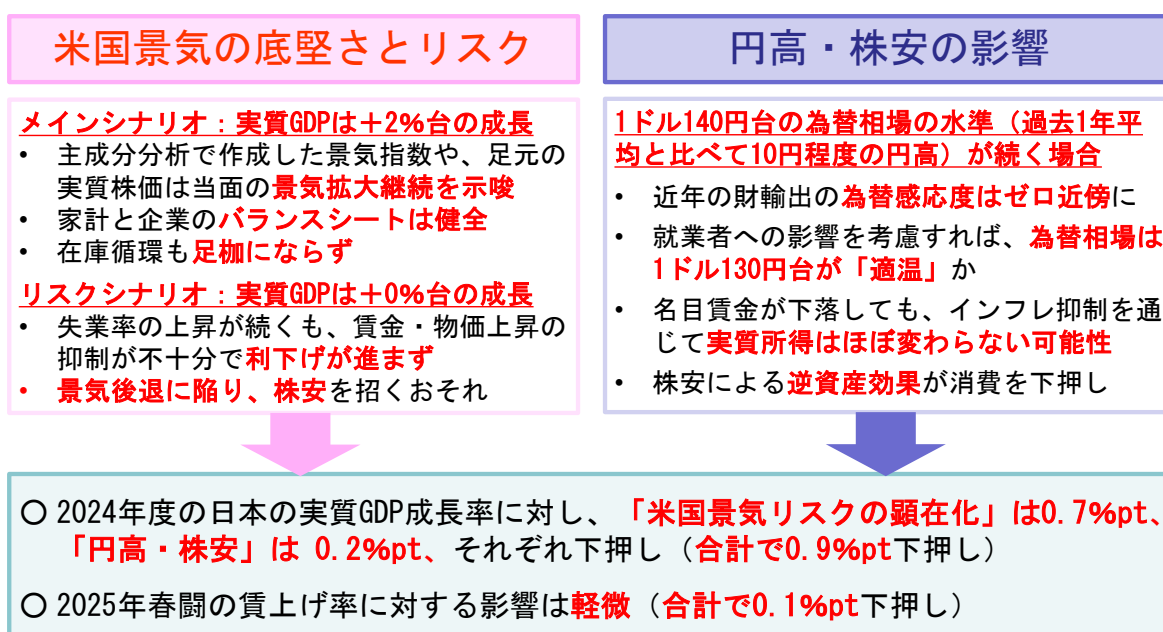 米国景気の底堅さとリスク
メインシナリオ：実質GDPは＋2%台の成長
• 主成分分析で作成した景気指数や、足元の
実質株価は当面の景気拡大継続を示唆
• 家計と企業のバランスシートは健全
• 在庫循環も足枷にならず
リスクシナリオ：実質GDPは＋0%台の成長
• 失業率の上昇が続くも、賃金・物価上昇の
抑制が不十分で利下げが進まず
• 景気後退に陥り、株安を招くおそれ
円高・株安の影響
1ドル140円台の為替相場の水準（過去1年平
均と比べて10円程度の円高）が続く場合
• 近年の財輸出の為替感応度はゼロ近傍に
• 就業者への影響を考慮すれば、為替相場は
1ドル130円台が「適温」か
• 名目賃金が下落しても、インフレ抑制を通
じて実質所得はほぼ変わらない可能性
• 株安による逆資産効果が消費を下押し
○ 2024年度の日本の実質GDP成長率に対し、「米国景気リスクの顕在化」は0.7%pt、
「円高・株安」は 0.2%pt、それぞれ下押し（合計で0.9%pt下押し）
○ 2025年春闘の賃上げ率に対する影響は軽微（合計で0.1%pt下押し）